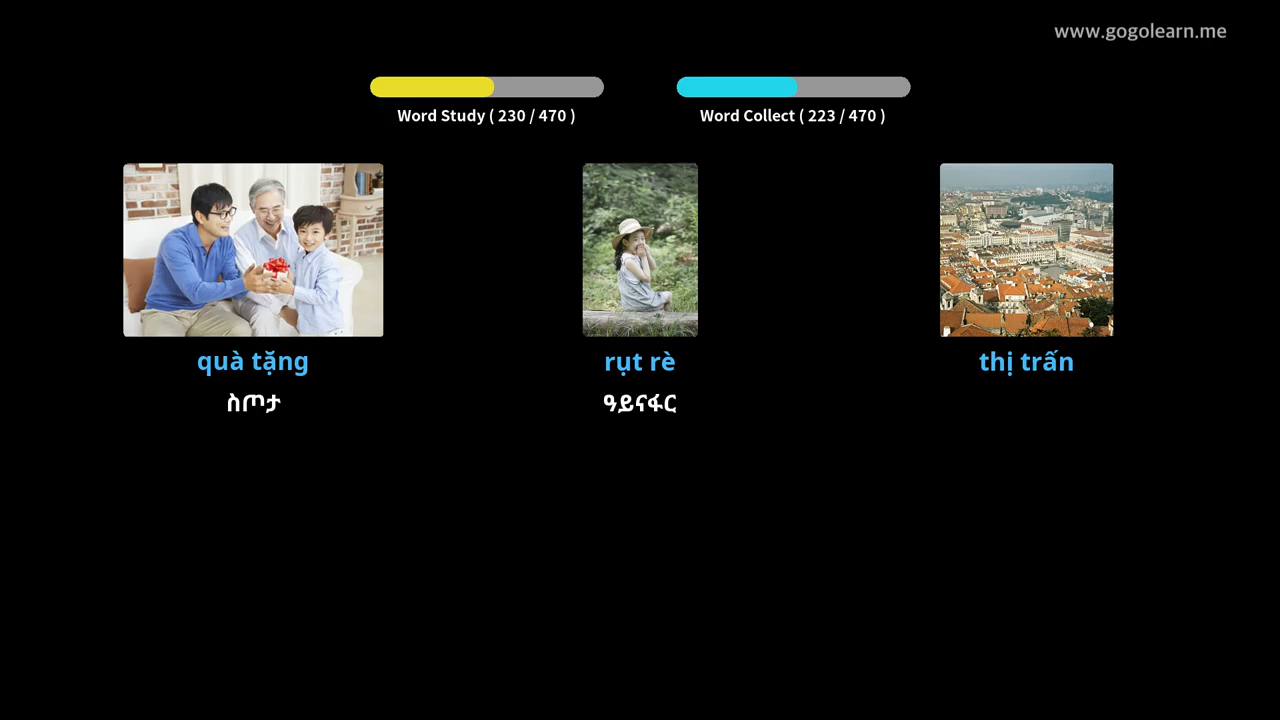 www.gogolearn.me
Word Study ( 230 / 470 )
Word Collect ( 223 / 470 )
quà tặng
rụt rè
thị trấn
ስጦታ
ዓይናፋር